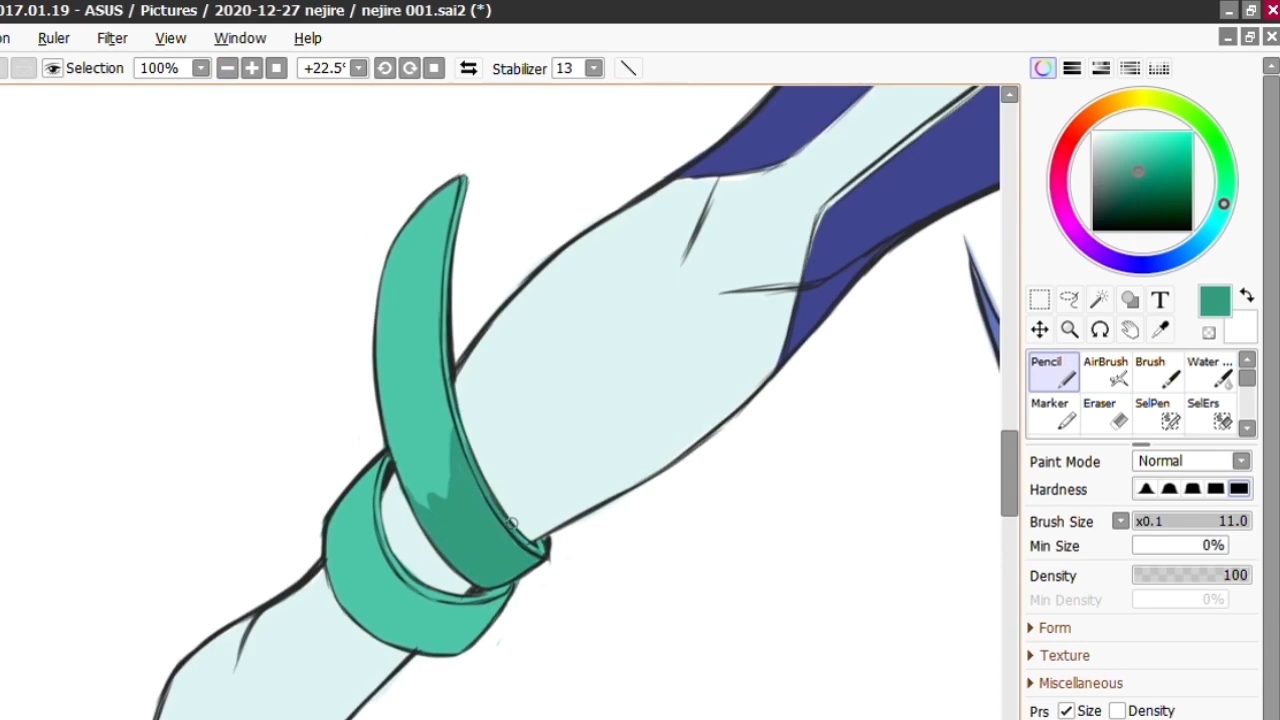 017.01.19 - ASUS / Pictures / 2020-12-27 nejire / nejire 001.sai2 (*)
on Ruler Filter View Window Help
Selection 100% +22.5° Stabilizer 13
T
Pencil AirBrush Brush Water ...
Marker Eraser SelPen SelErs
Paint Mode Normal
Hardness
Brush Size x0.1 11.0
Min Size 0%
Density 100
Min Density 0%
Form
Texture
Miscellaneous
Prs Size Density